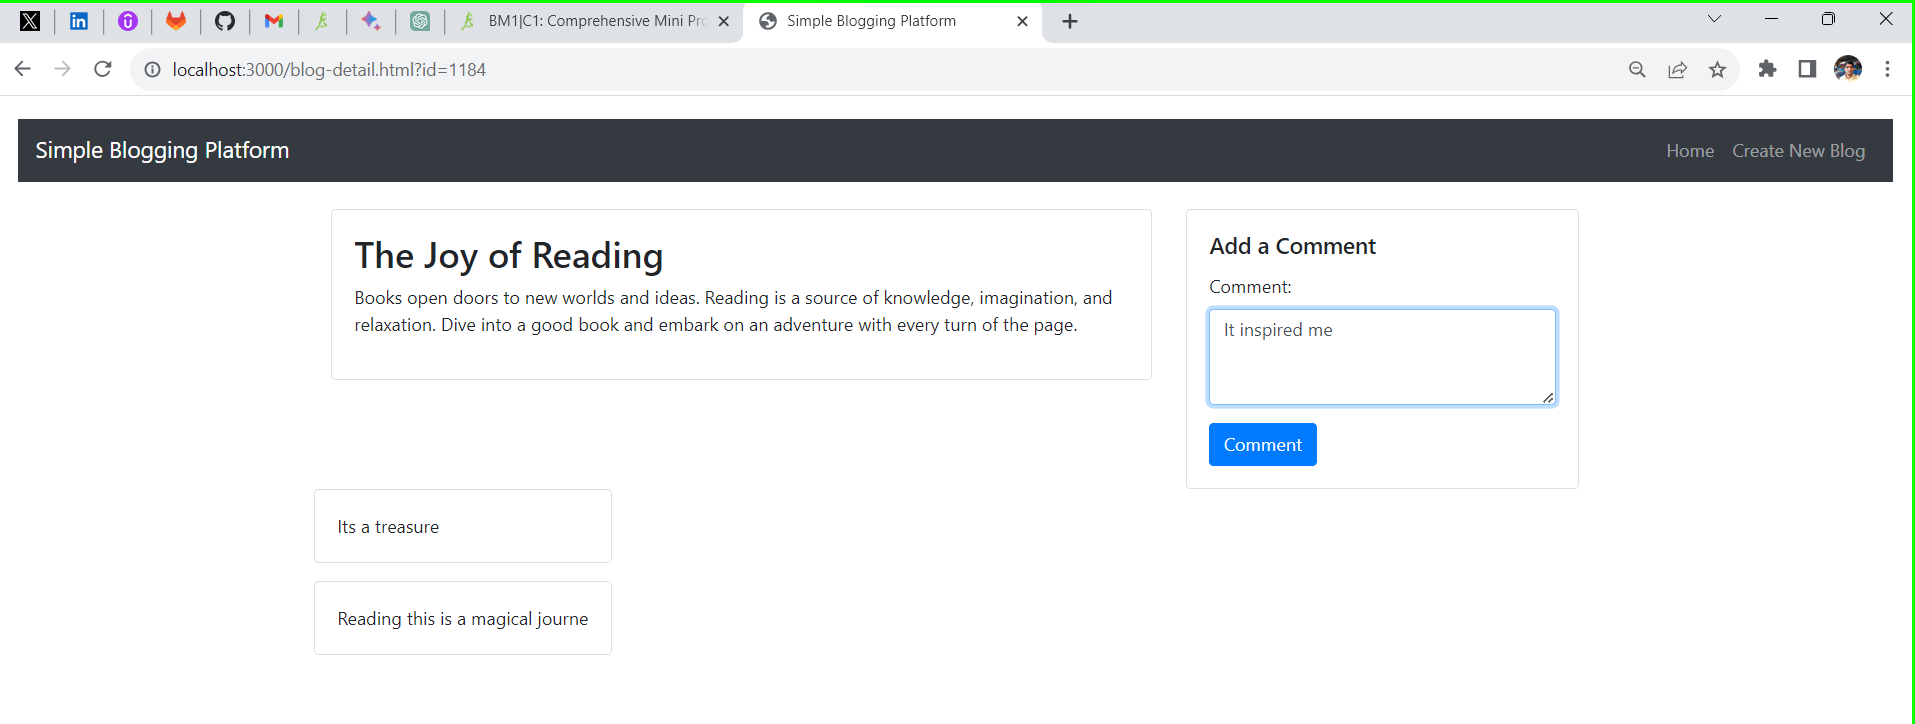 BM1|C1: Comprehensive Mini Pro
Simple Blogging Platform
localhost:3000/blog-detail.html?id=1184
Simple Blogging Platform
Home
Create New Blog
The Joy of Reading
Books open doors to new worlds and ideas. Reading is a source of knowledge, imagination, and
relaxation. Dive into a good book and embark on an adventure with every turn of the page.
Add a Comment
Comment:
It inspired me
Comment
Its a treasure
Reading this is a magical journe